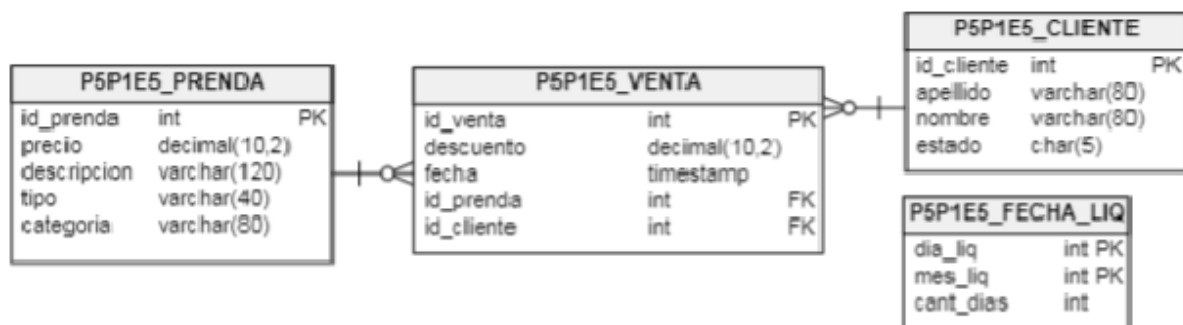 P5P1E5_PRENDA
id_prenda int PK
precio decimal(10,2)
descripcion varchar(120)
tipo varchar(40)
categoria varchar(80)
P5P1E5_VENTA
id_venta int PK
descuento decimal(10,2)
fecha timestamp
id_prenda int FK
id_cliente int FK
P5P1E5_CLIENTE
id_cliente int PK
apellido varchar(80)
nombre varchar(80)
estado char(5)
P5P1E5_FECHA_LIQ
dia_liq int PK
mes_liq int PK
cant_dias int